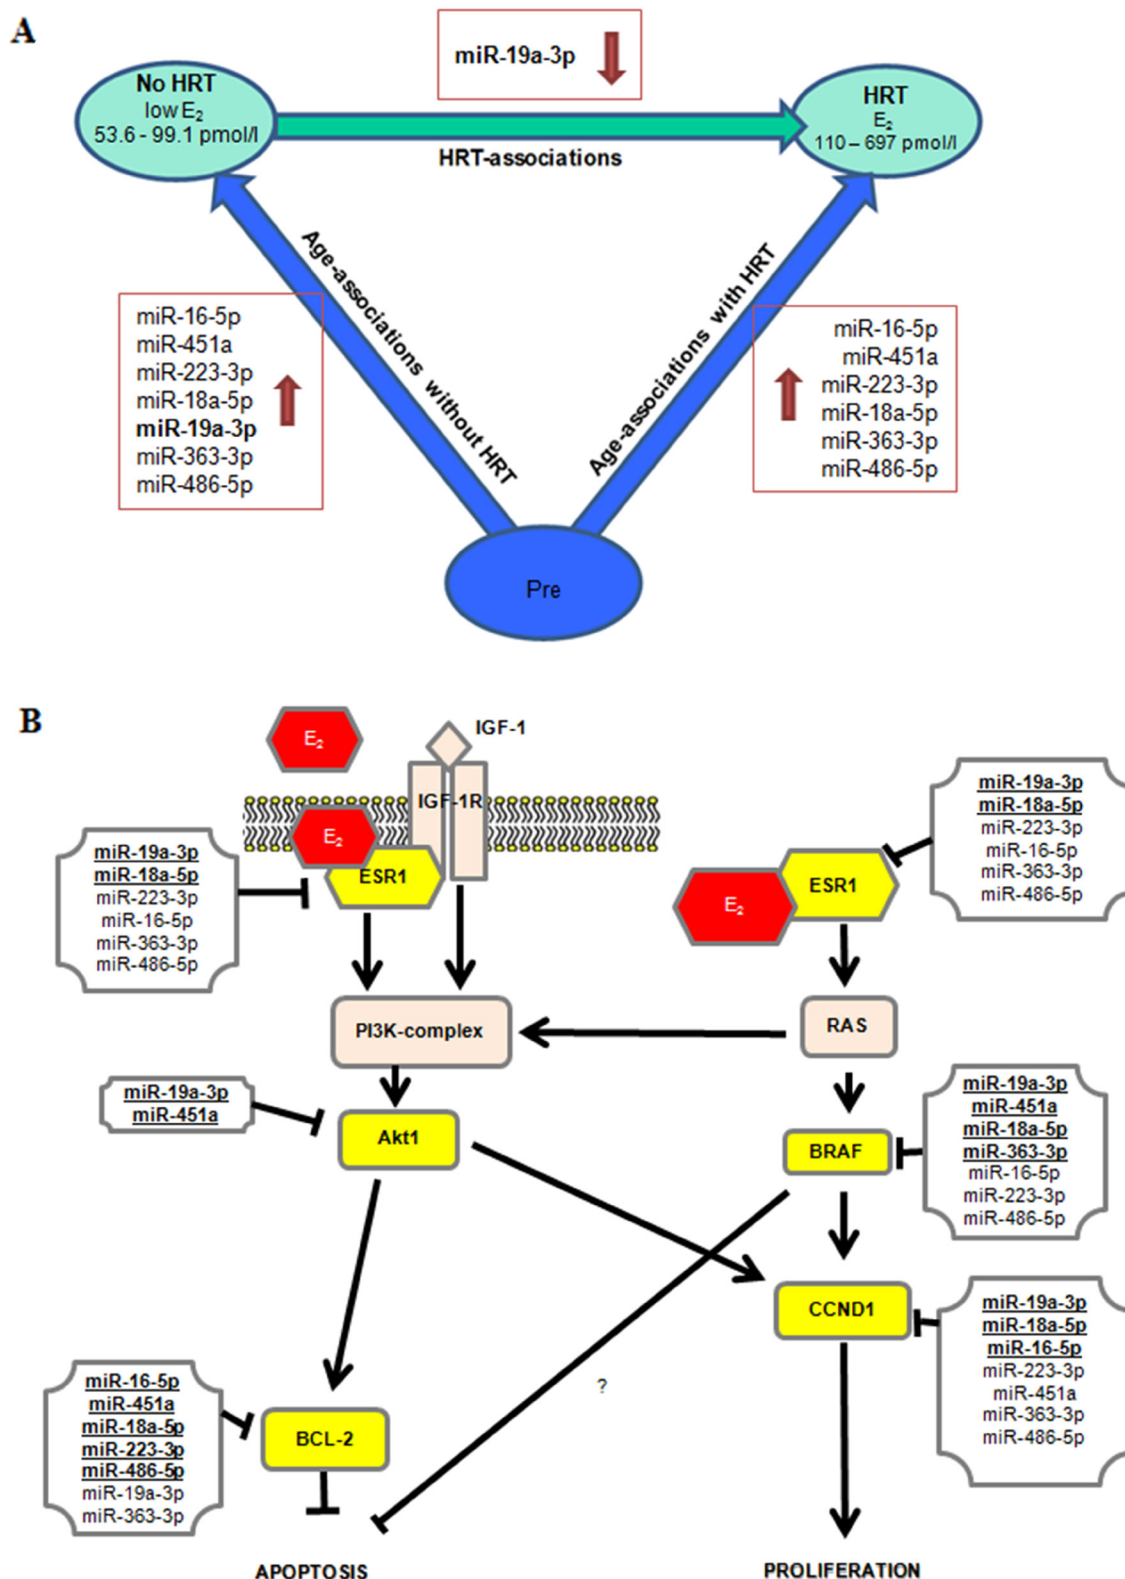 A
miR-19a-3p
No HRT
low E₂
53.6 - 99.1 pmol/l
HRT
E₂
110 – 697 pmol/l
HRT-associations
Age-associations without HRT
Age-associations with HRT
miR-16-5p
miR-451a
miR-223-3p
miR-18a-5p
miR-19a-3p
miR-363-3p
miR-486-5p
miR-16-5p
miR-451a
miR-223-3p
miR-18a-5p
miR-363-3p
miR-486-5p
Pre
B
E₂
IGF-1
IGF-1R
E₂
ESR1
miR-19a-3p
miR-18a-5p
miR-223-3p
miR-16-5p
miR-363-3p
miR-486-5p
miR-19a-3p
miR-18a-5p
miR-223-3p
miR-16-5p
miR-363-3p
miR-486-5p
E₂
ESR1
PI3K-complex
RAS
miR-19a-3p
miR-451a
Akt1
BRAF
miR-19a-3p
miR-451a
miR-18a-5p
miR-363-3p
miR-16-5p
miR-223-3p
miR-486-5p
CCND1
miR-19a-3p
miR-18a-5p
miR-16-5p
miR-223-3p
miR-451a
miR-363-3p
miR-486-5p
?
miR-16-5p
miR-451a
miR-18a-5p
miR-223-3p
miR-486-5p
miR-19a-3p
miR-363-3p
BCL-2
APOPTOSIS
PROLIFERATION